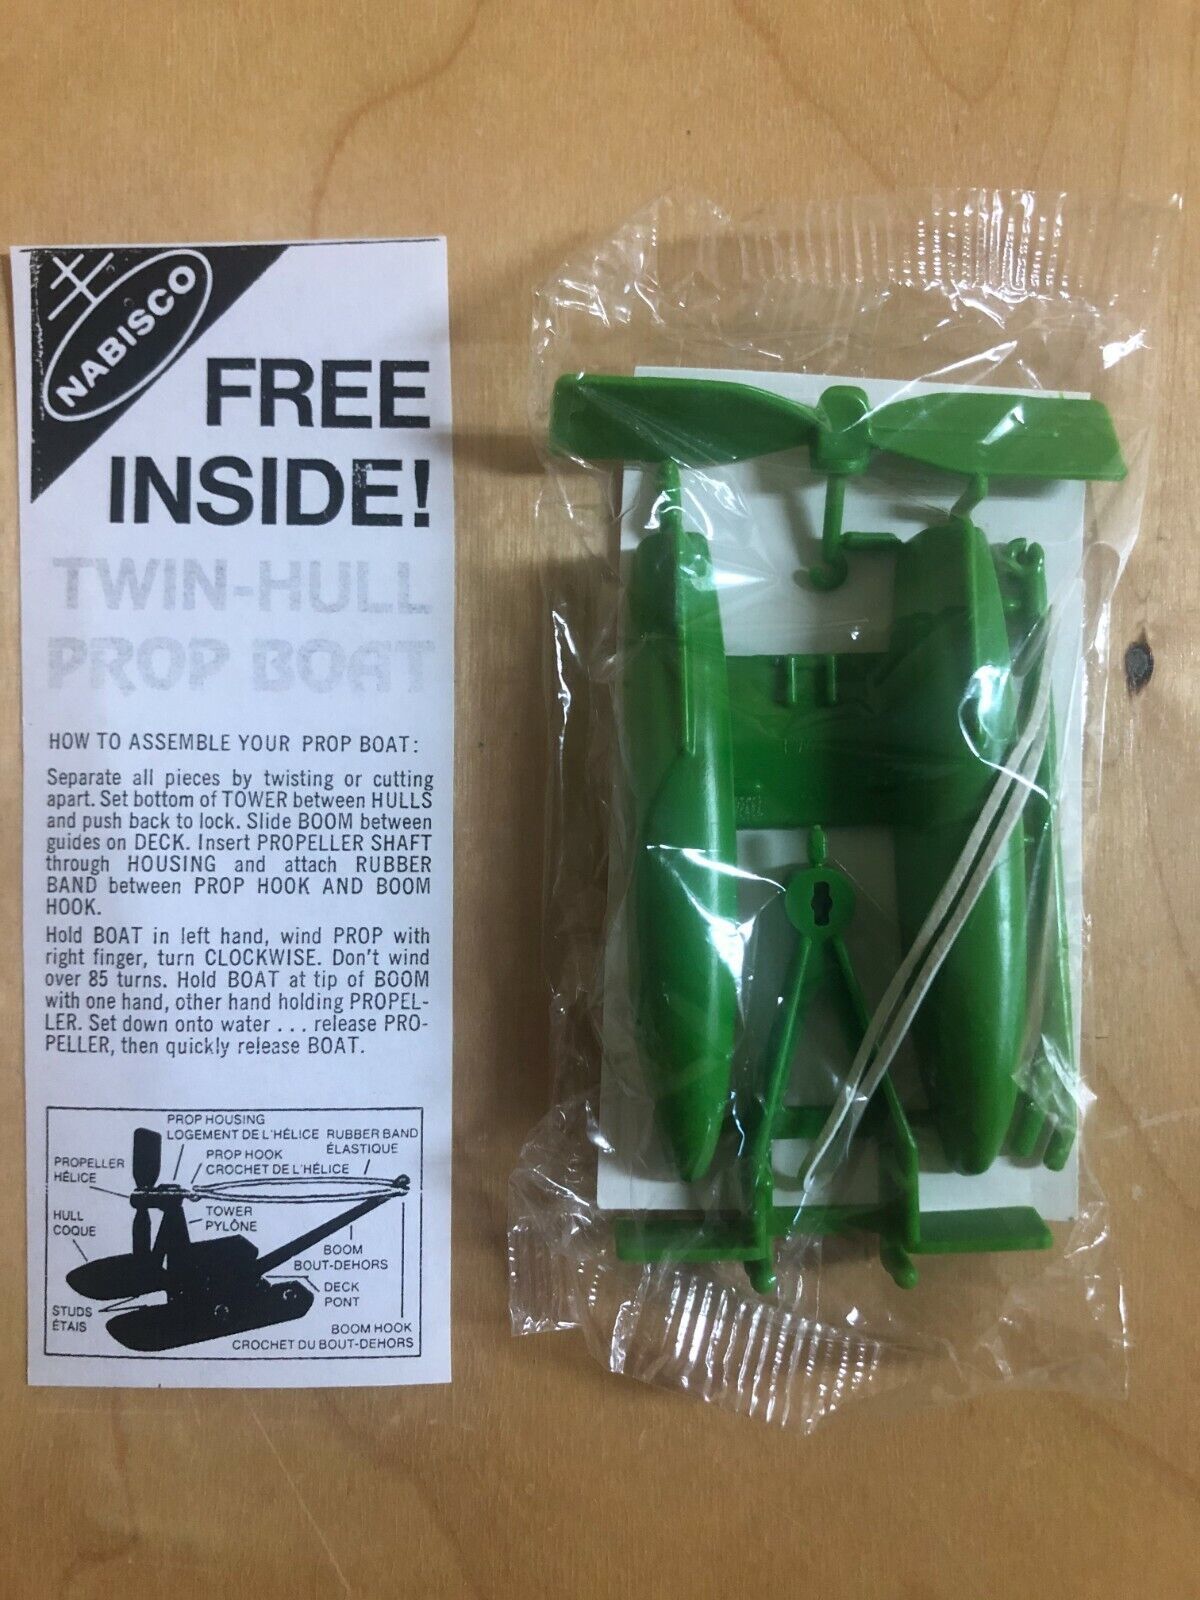 NABISCO
FREE
INSIDE!
TWIN-HULL
PROP BOAT
HOW TO ASSEMBLE YOUR PROP BOAT:
Separate all pieces by twisting or cutting
apart. Set bottom of TOWER between HULLS
and push back to lock. Slide BOOM between
guides on DECK. Insert PROPELLER SHAFT
through HOUSING and attach RUBBER
BAND between PROP HOOK AND BOOM
HOOK.
Hold BOAT in left hand, wind PROP with
right finger, turn CLOCKWISE. Don't wind
over 85 turns. Hold BOAT at tip of BOOM
with one hand, other hand holding PROPEL-
LER. Set down onto water ... release PRO-
PELLER, then quickly release BOAT.
PROP HOUSING
LOGEMENT DE L'HÉLICE
RUBBER BAND
ÉLASTIQUE
PROP HOOK
CROCHET DE L'HÉLICE
PROPELLER
HÉLICE
TOWER
PYLÔNE
HULL
COQUE
BOOM
BOUT-DEHORS
DECK
PONT
STUDS
ÉTAIS
BOOM HOOK
CROCHET DU BOUT-DEHORS